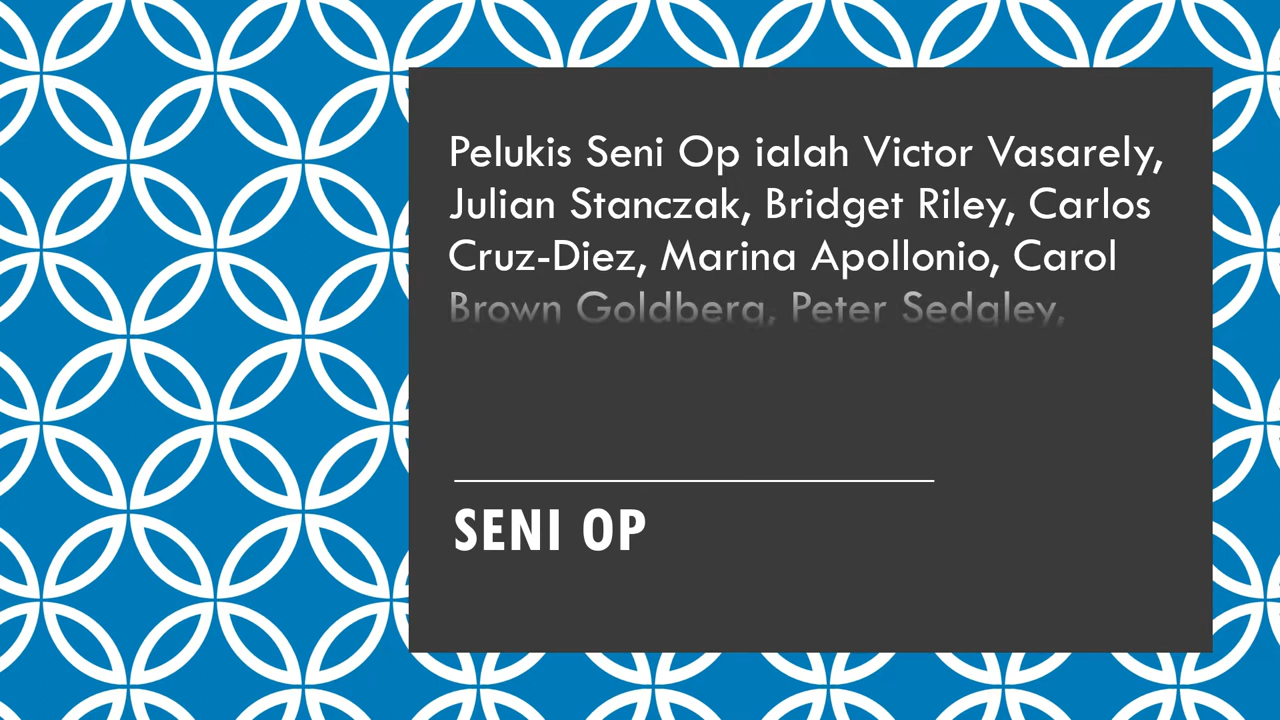 Pelukis Seni Op ialah Victor Vasarely,
Julian Stanczak, Bridget Riley, Carlos
Cruz-Diez, Marina Apollonio, Carol
Brown Goldberg, Peter Sedgley,
SENI OP